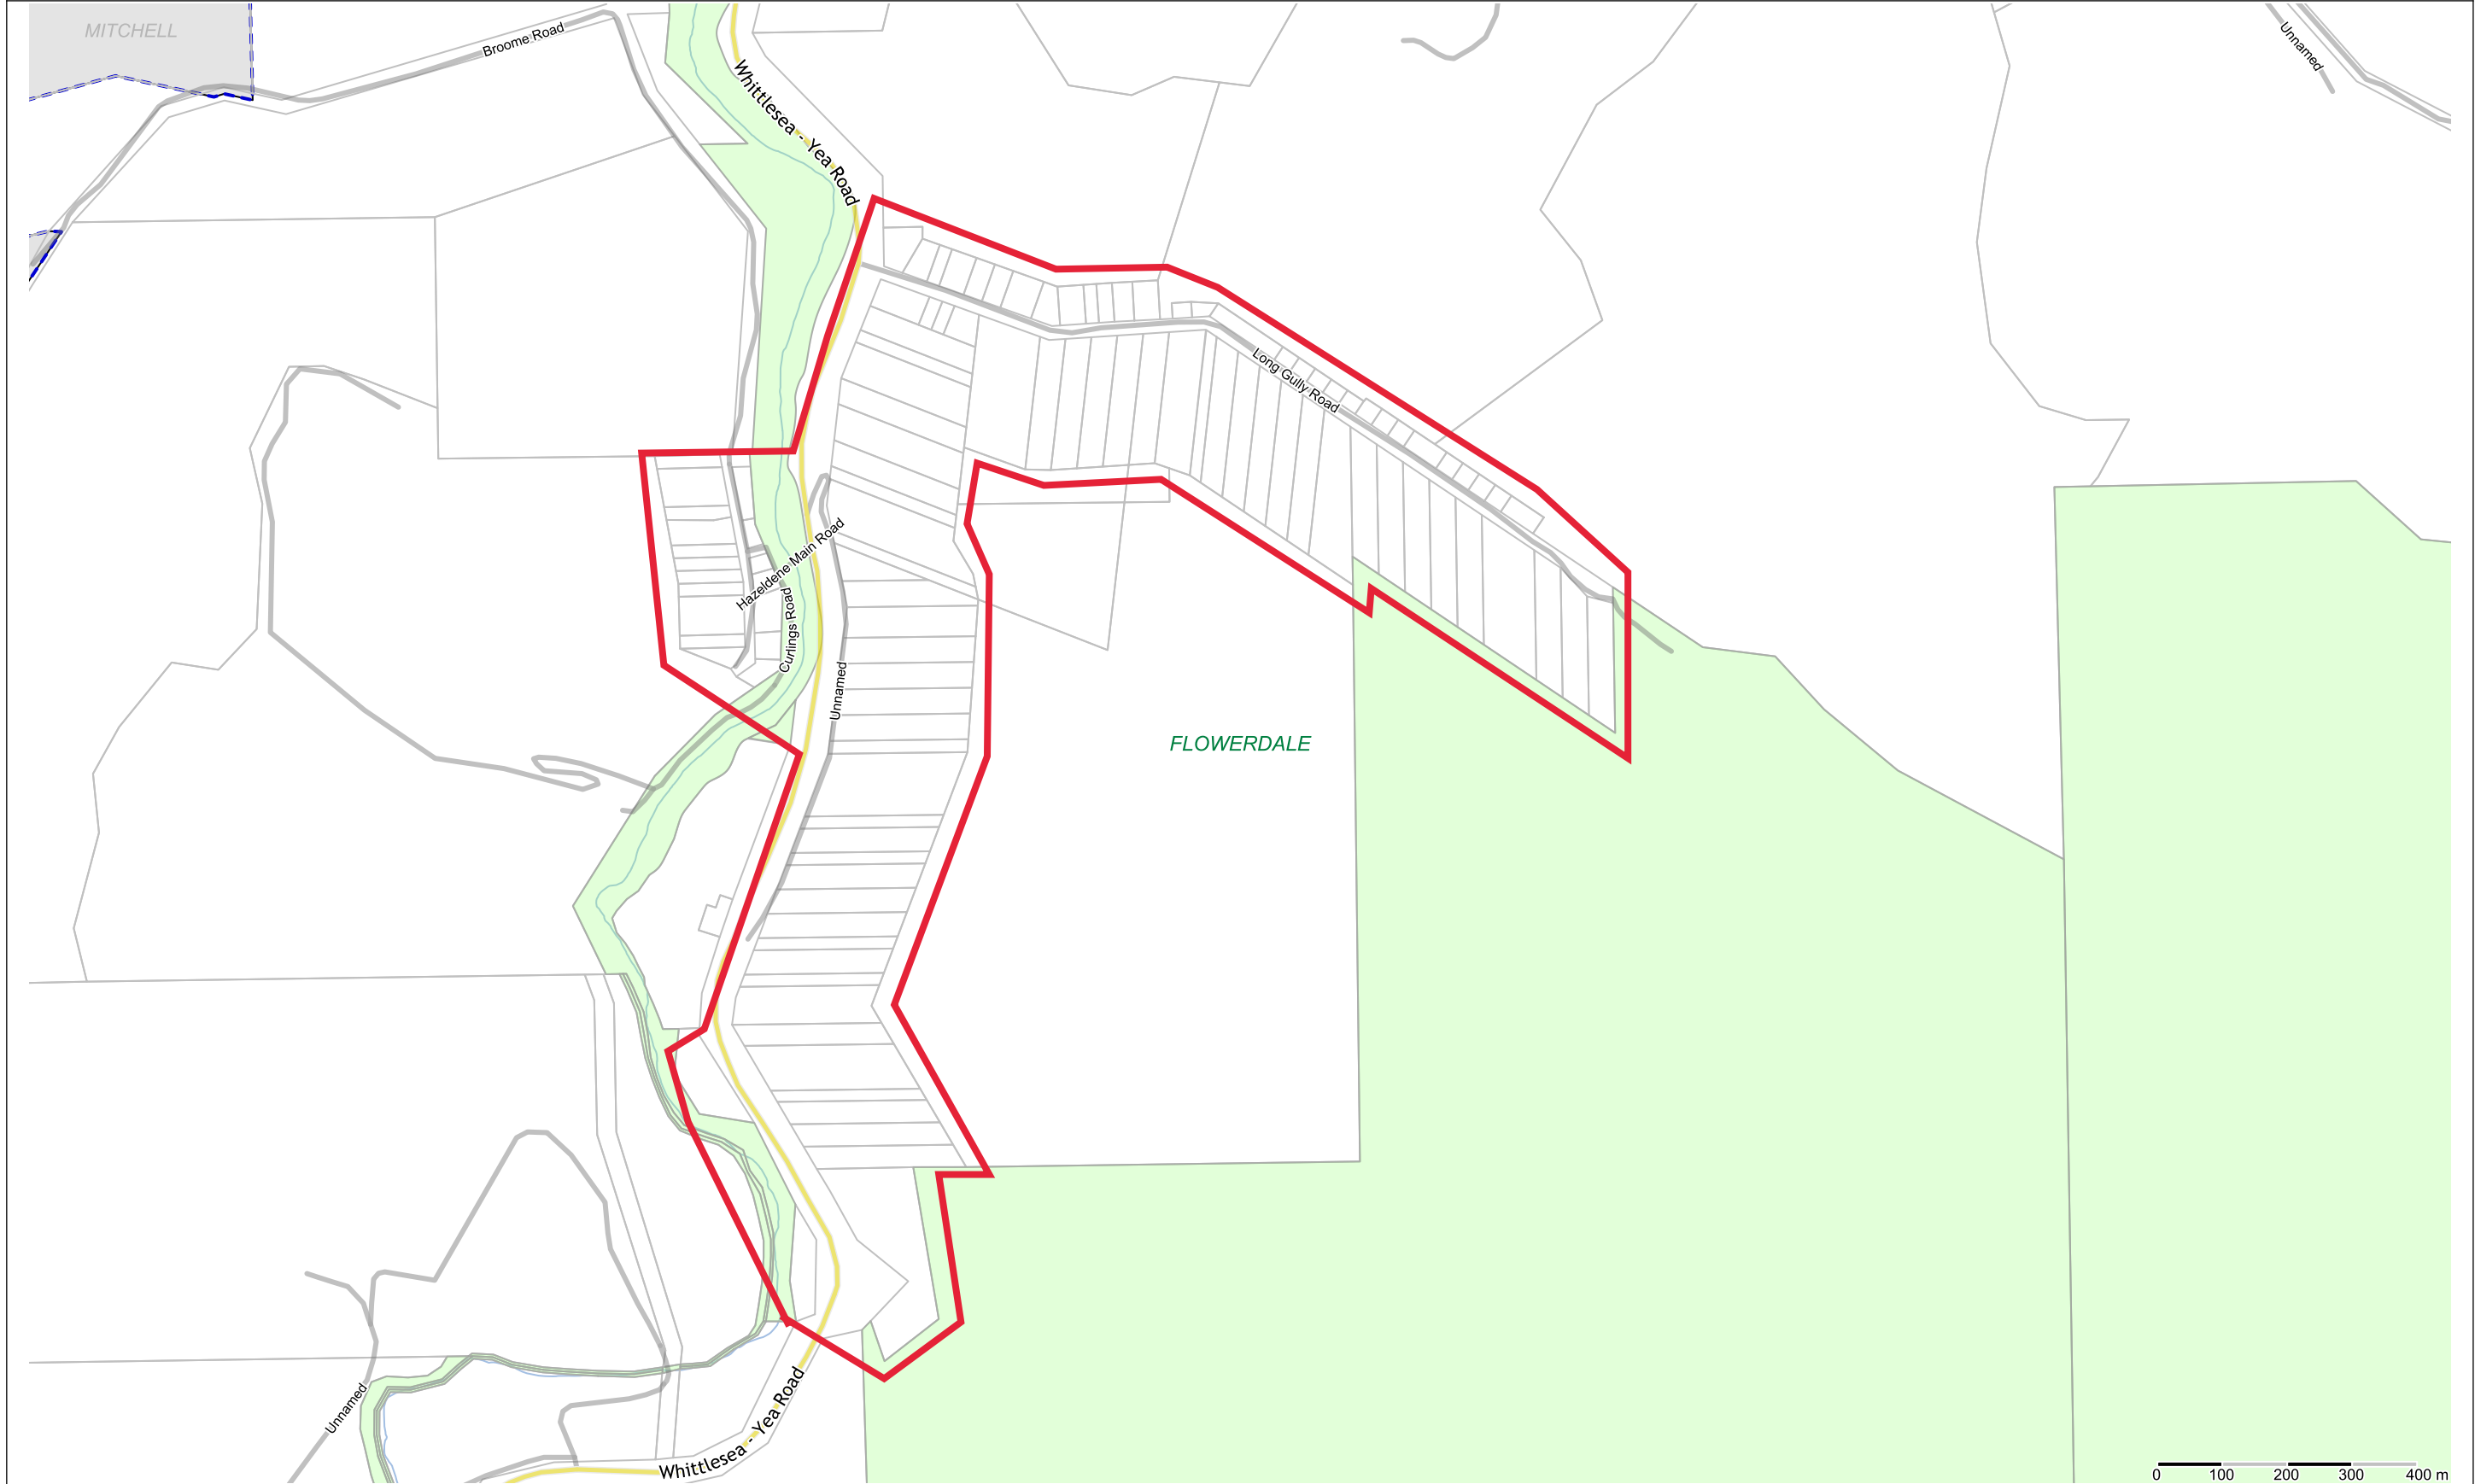 MITCHELL
Broome Road
Unnamed
Whittlesea - Yea Road
Long Gully Road
Hazeldene Main Road
Curlings Road
Unnamed
FLOWERDALE
Unnamed
Whittlesea - Yea Road
0 100 200 300 400 m